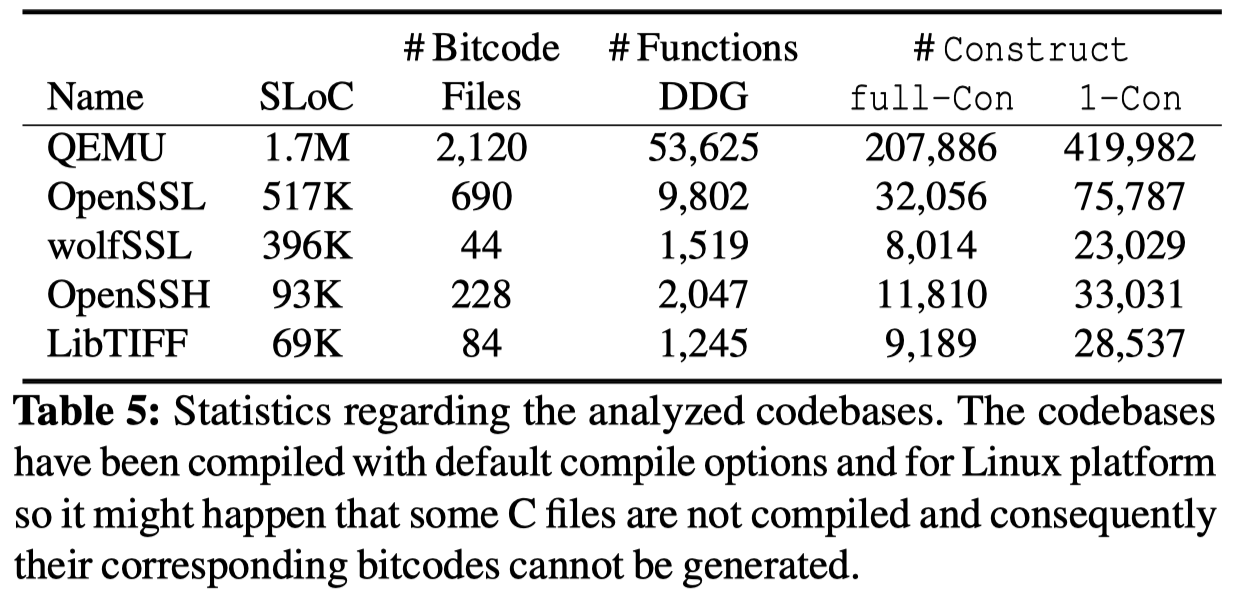 # Bitcode # Functions # Construct
Name SLoC Files DDG full-Con 1-Con
QEMU 1.7M 2,120 53,625 207,886 419,982
OpenSSL 517K 690 9,802 32,056 75,787
wolfSSL 396K 44 1,519 8,014 23,029
OpenSSH 93K 228 2,047 11,810 33,031
LibTIFF 69K 84 1,245 9,189 28,537
Table 5: Statistics regarding the analyzed codebases. The codebases
have been compiled with default compile options and for Linux platform
so it might happen that some C files are not compiled and consequently
their corresponding bitcodes cannot be generated.